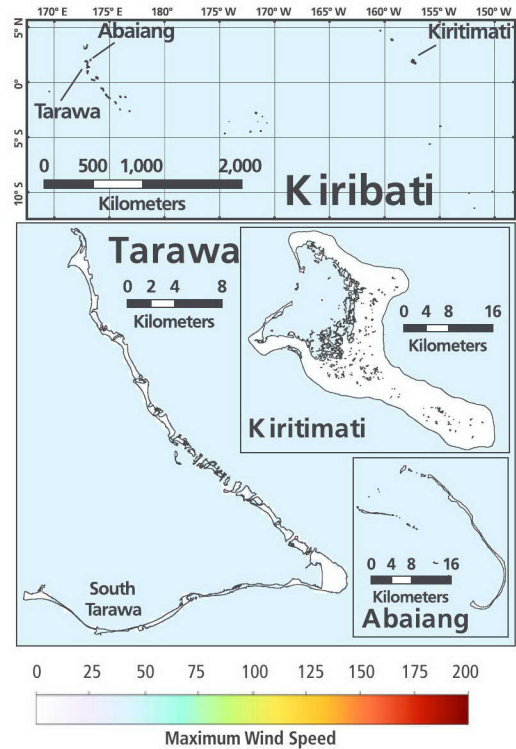 170° E 175° E 180° 175° W 170° W 165° W 160° W 155° W 150° W
5° N
0°
5° S
10° S
Abaiang
Kiritimati
Tarawa
0 500 1,000 2,000
Kilometers
Kiribati
Tarawa
0 2 4 8
Kilometers
0 4 8 16
Kilometers
Kiritimati
South
Tarawa
0 4 8 16
Kilometers
Abaiang
0 25 50 75 100 125 150 175 200
Maximum Wind Speed